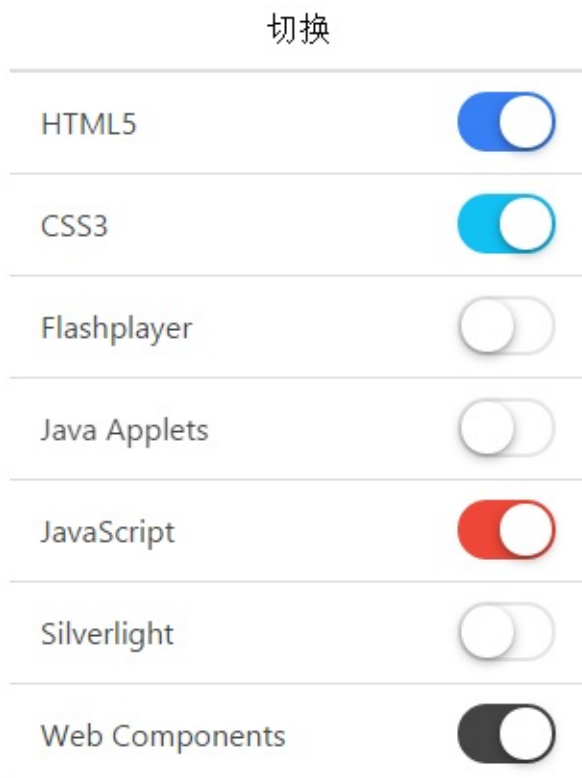 切换
HTML5
CSS3
Flashplayer
Java Applets
JavaScript
Silverlight
Web Components